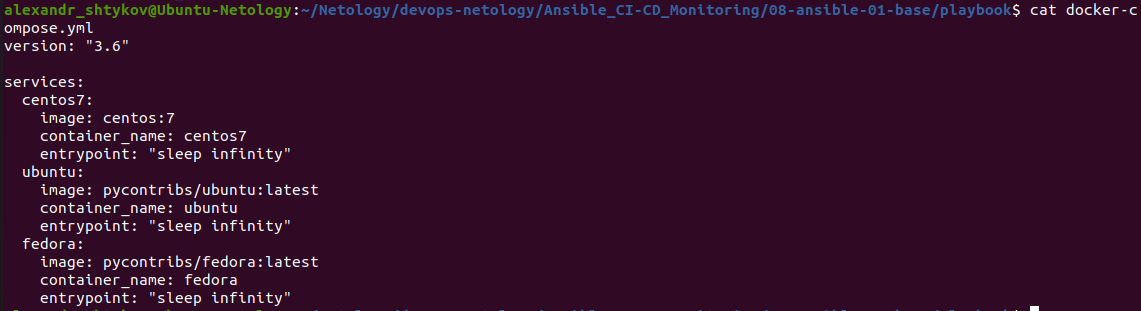 alexandr_shtykov@Ubuntu-Netology:~/Netology/devops-netology/Ansible_CI-CD_Monitoring/08-ansible-01-base/playbook$ cat docker-c
ompose.yml
version: "3.6"

services:
  centos7:
    image: centos:7
    container_name: centos7
    entrypoint: "sleep infinity"
  ubuntu:
    image: pycontribs/ubuntu:latest
    container_name: ubuntu
    entrypoint: "sleep infinity"
  fedora:
    image: pycontribs/fedora:latest
    container_name: fedora
    entrypoint: "sleep infinity"